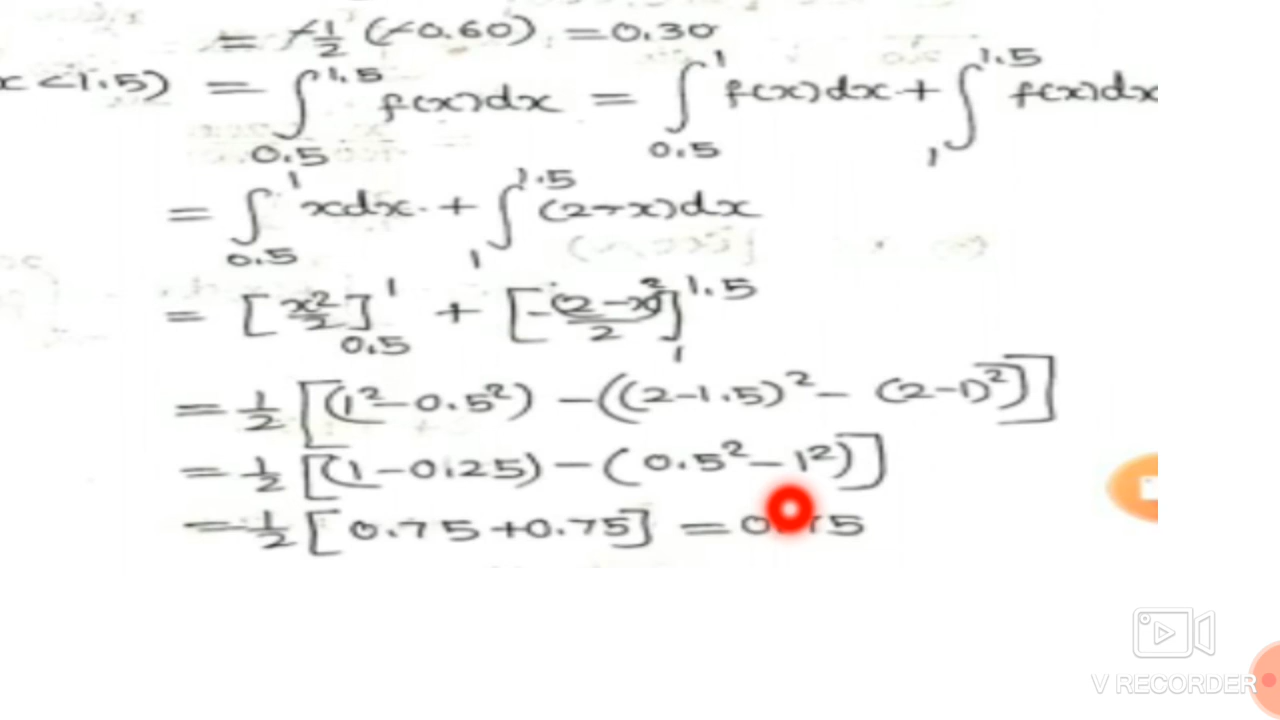 = -1/2 (-0.60) = 0.30
x < 1.5) = ∫_{0.5}^{1.5} f(x)dx = ∫_{0.5}^{1} f(x)dx + ∫_{1}^{1.5} f(x)dx
= ∫_{0.5}^{1} xdx + ∫_{1}^{1.5} (2-x)dx
= [x²/2]_{0.5}^{1} + [-(2-x)²/2]_{1}^{1.5}
= 1/2 [(1²-0.5²) - ((2-1.5)² - (2-1)²)]
= 1/2 [(1-0.25) - (0.5²-1²)]
= 1/2 [0.75+0.75] =
V RECORDER